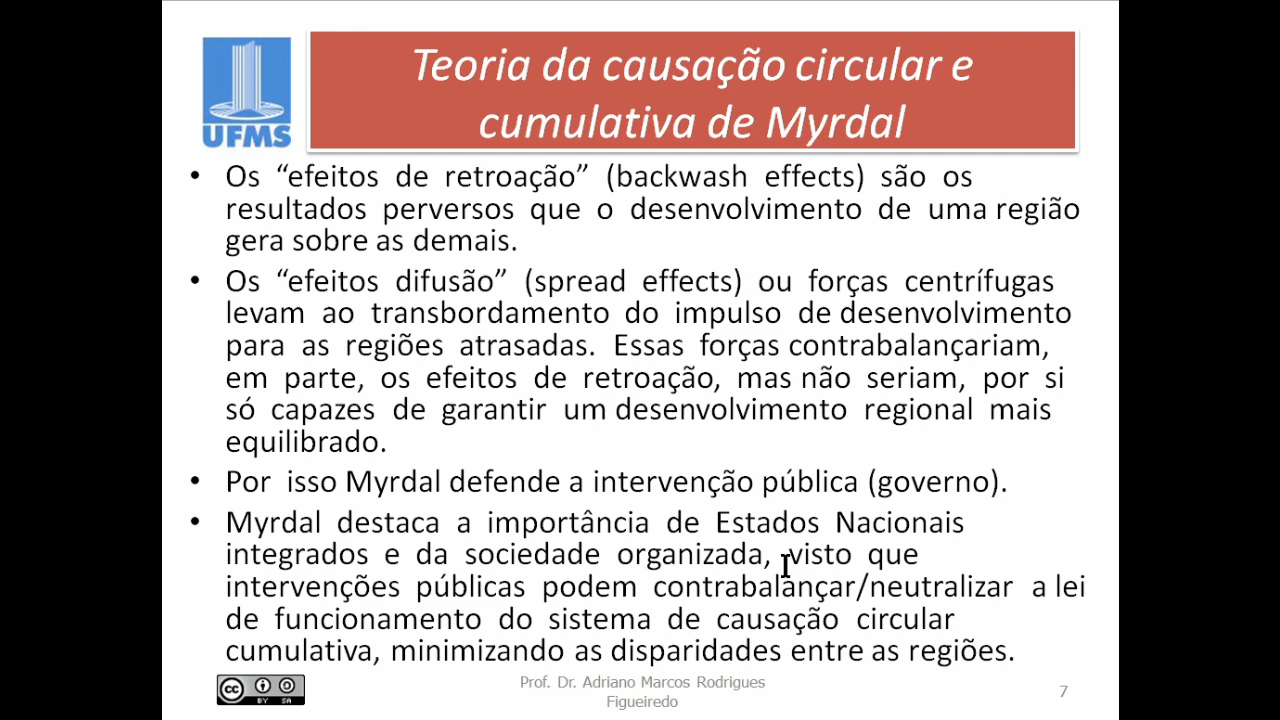 Teoria da causação circular e
cumulativa de Myrdal
UFMS
• Os “efeitos de retroação” (backwash effects) são os
resultados perversos que o desenvolvimento de uma região
gera sobre as demais.
• Os “efeitos difusão” (spread effects) ou forças centrífugas
levam ao transbordamento do impulso de desenvolvimento
para as regiões atrasadas. Essas forças contrabalançariam,
em parte, os efeitos de retroação, mas não seriam, por si
só capazes de garantir um desenvolvimento regional mais
equilibrado.
• Por isso Myrdal defende a intervenção pública (governo).
• Myrdal destaca a importância de Estados Nacionais
integrados e da sociedade organizada, visto que
intervenções públicas podem contrabalançar/neutralizar a lei
de funcionamento do sistema de causação circular
cumulativa, minimizando as disparidades entre as regiões.
cc BY SA
Prof. Dr. Adriano Marcos Rodrigues
Figueiredo
7